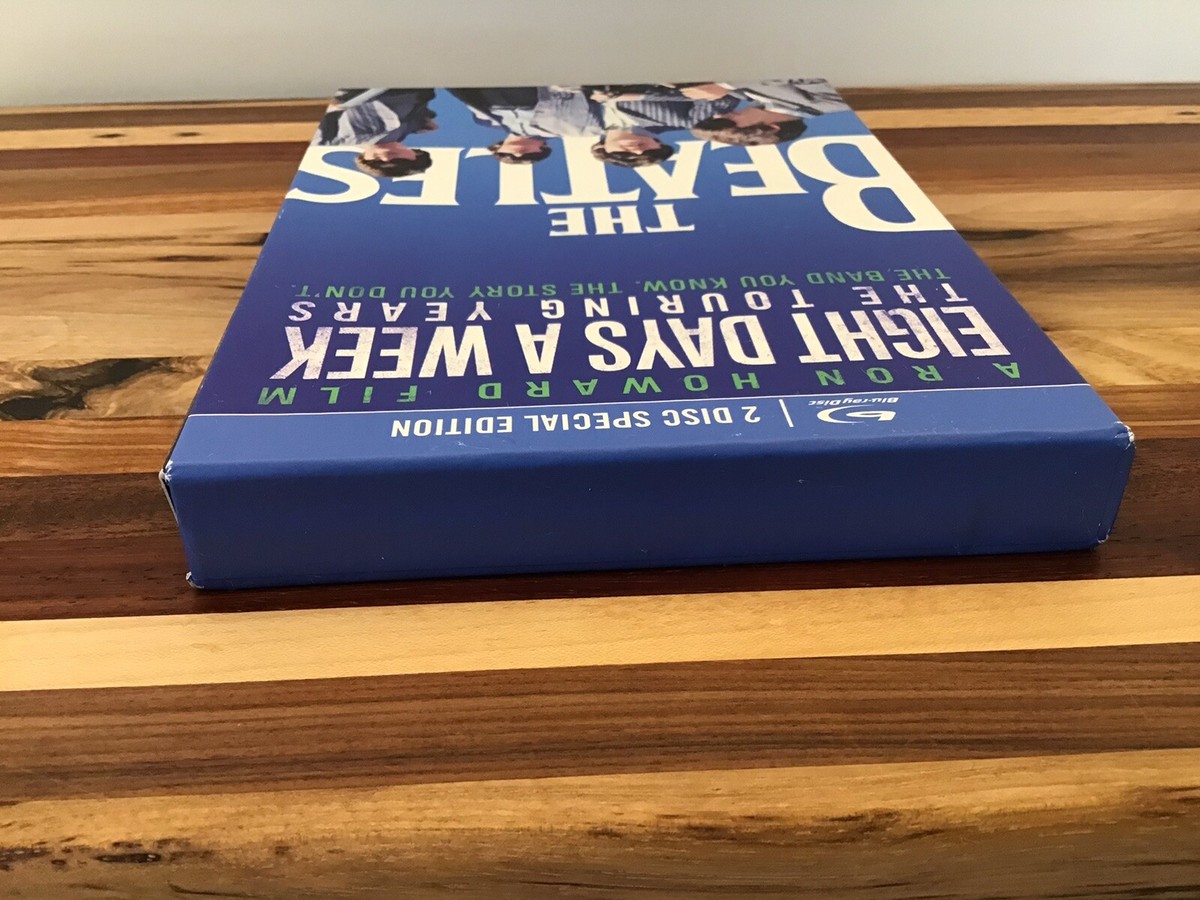 Blu-ray Disc | 2 DISC SPECIAL EDITION
A RON HOWARD FILM
EIGHT DAYS A WEEK
THE TOURING YEARS
THE BAND YOU KNOW. THE STORY YOU DON'T.
THE
BEATLES